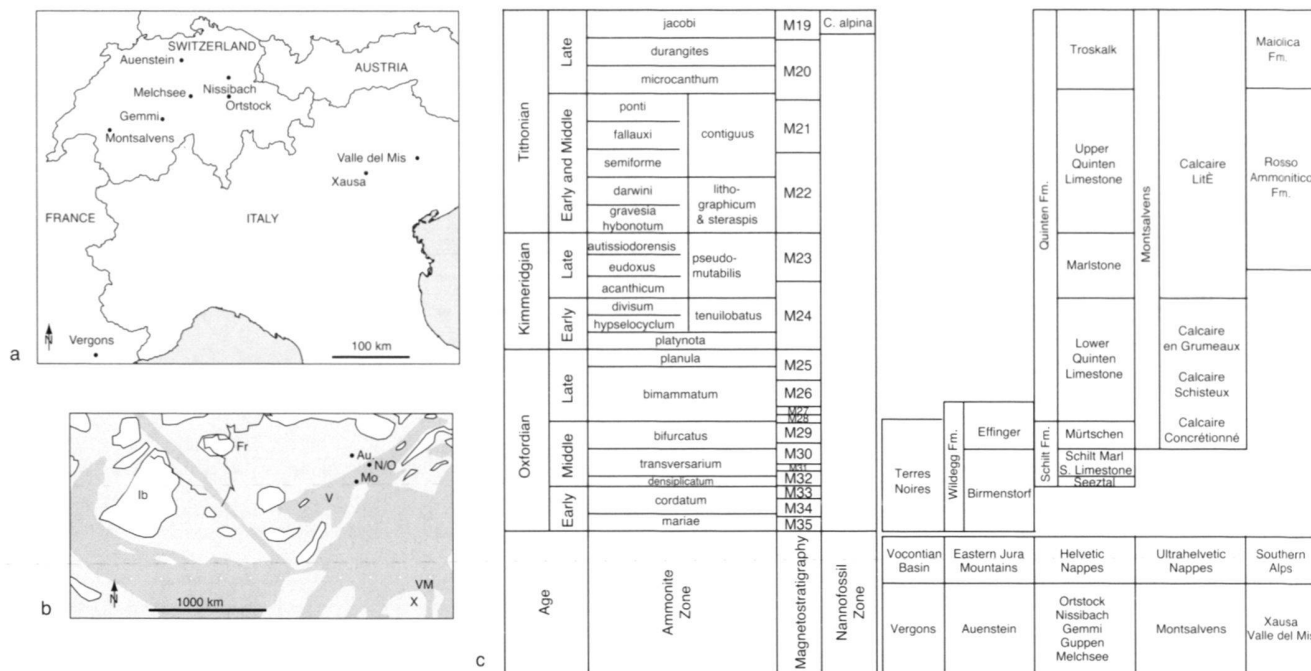 SWITZERLAND
Auenstein
AUSTRIA
Nissibach
Melchsee
Ortstock
Gemmi
Montsalvens
Valle del Mis
Xausa
FRANCE
ITALY
N
Vergons
100 km
a
Fr
Au.
N/O
Mo
Ib
V
VM
X
N
1000 km
b
Tithonian
Late
Early and Middle
Kimmeridgian
Late
Early
Oxfordian
Late
Middle
Early
jacobi
durangites
microcanthum
ponti
fallauxi
semiforme
contiguus
darwini
gravesia
hybonotum
litho-
graphicum
& steraspis
autissiodorensis
eudoxus
acanthicum
pseudo-
mutabilis
divisum
hypselocyclum
tenuilobatus
platynota
planula
bimammatum
bifurcatus
transversarium
densiplicatum
cordatum
mariae
M19
M20
M21
M22
M23
M24
M25
M26
M27
M28
M29
M30
M31
M32
M33
M34
M35
C. alpina
Age
Ammonite
Zone
Magnetostratigraphy
Nannofossil
Zone
Terres
Noires
Wildegg Fm.
Effinger
Birmenstorf
Quinten Fm.
Schilt Fm.
Troskalk
Upper
Quinten
Limestone
Marlstone
Lower
Quinten
Limestone
Mürtschen
Schilt Marl
S. Limestone
Seeztal
Montsalvens
Calcaire
LitÈ
Calcaire
en Grumeaux
Calcaire
Schisteux
Calcaire
Concrétionné
Maiolica
Fm.
Rosso
Ammonitico
Fm.
Vocontian
Basin
Eastern Jura
Mountains
Helvetic
Nappes
Ultrahelvetic
Nappes
Southern
Alps
Vergons
Auenstein
Ortstock
Nissibach
Gemmi
Guppen
Melchsee
Montsalvens
Xausa
Valle del Mis
c